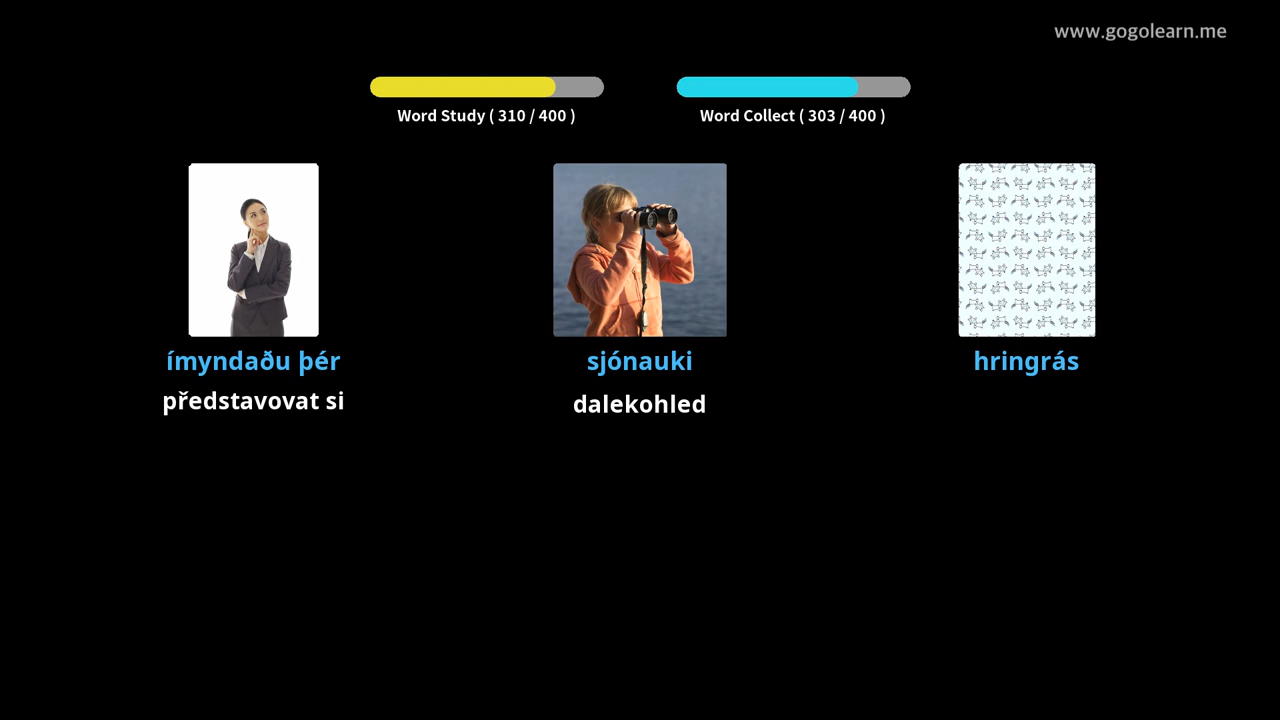 www.gogolearn.me
Word Study ( 310 / 400 )
Word Collect ( 303 / 400 )
ímyndaðu þér
sjónauki
hringrás
představovat si
dalekohled